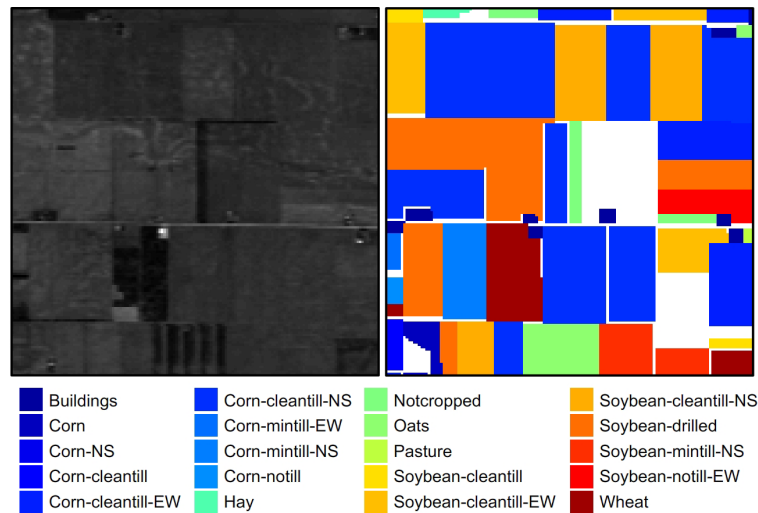 Buildings
Corn
Corn-NS
Corn-cleantill
Corn-cleantill-EW
Corn-cleantill-NS
Corn-mintill-EW
Corn-mintill-NS
Corn-notill
Hay
Notcropped
Oats
Pasture
Soybean-cleantill
Soybean-cleantill-EW
Soybean-cleantill-NS
Soybean-drilled
Soybean-mintill-NS
Soybean-notill-EW
Wheat